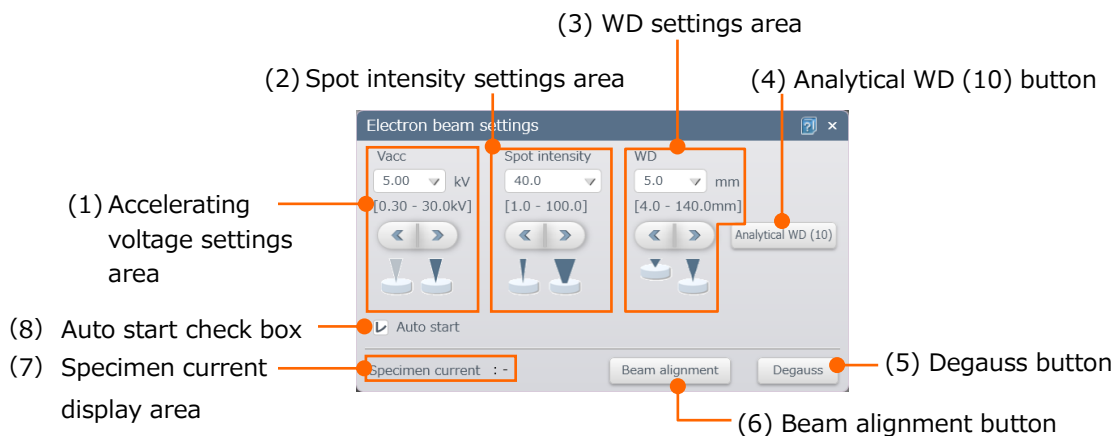 (3) WD settings area
(2) Spot intensity settings area
(4) Analytical WD (10) button
Electron beam settings
Vacc
Spot intensity
WD
5.00 kV
40.0
5.0 mm
[0.30 - 30.0kV]
[1.0 - 100.0]
[4.0 - 140.0mm]
Analytical WD (10)
(1) Accelerating
voltage settings
area
(8) Auto start check box
Auto start
(7) Specimen current
display area
Specimen current : -
Beam alignment
Degauss
(5) Degauss button
(6) Beam alignment button